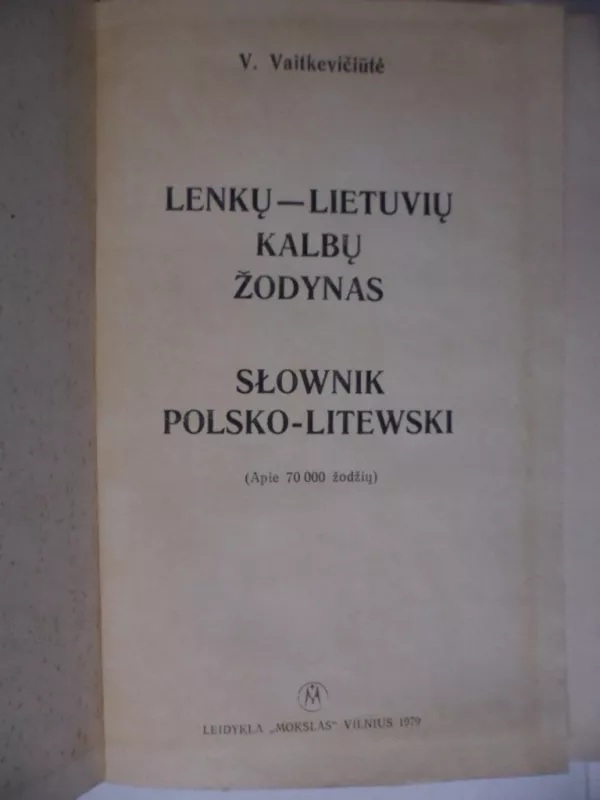 V. Vaitkevičiūtė
LENKŲ—LIETUVIŲ
KALBŲ
ŽODYNAS
SŁOWNIK
POLSKO-LITEWSKI
(Apie 70 000 žodžių)
LEIDYKLA „MOKSLAS“ VILNIUS 1979